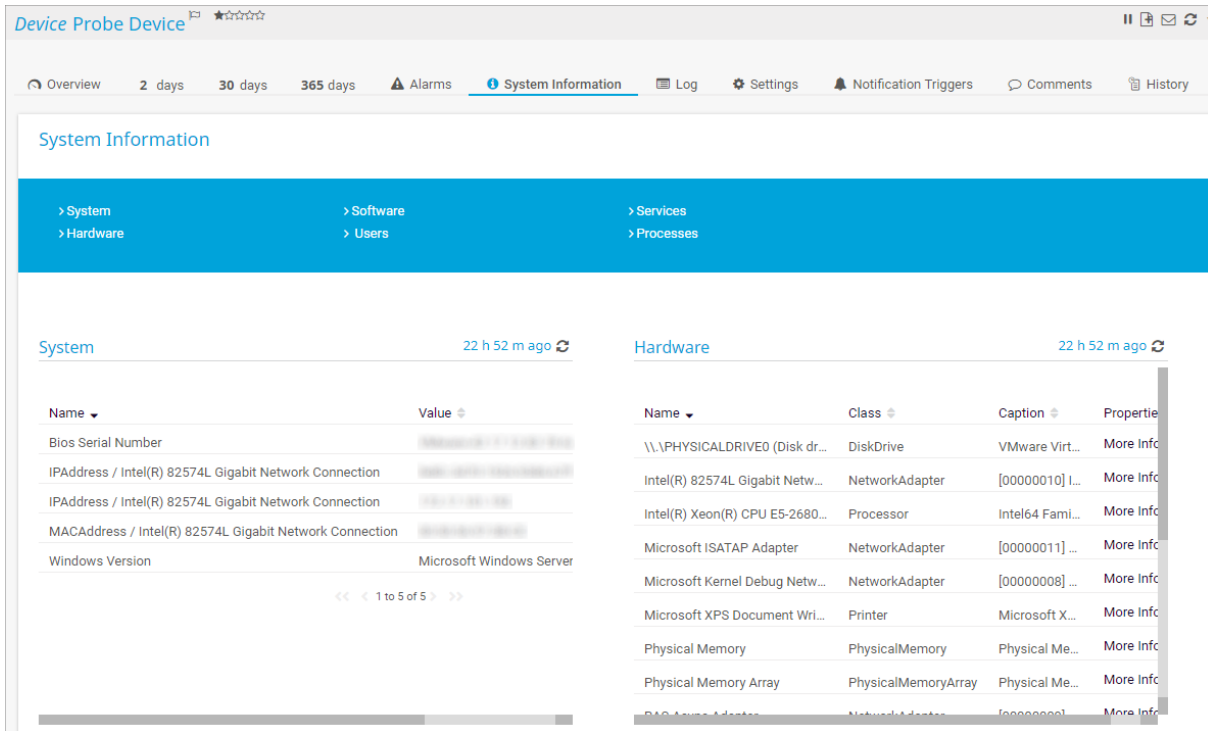 Device Probe Device
Overview 2 days 30 days 365 days Alarms System Information Log Settings Notification Triggers Comments History
System Information
>System >Software >Services
>Hardware > Users >Processes
System 22 h 52 m ago Hardware 22 h 52 m ago
Name Value Name Class Caption Propertie
Bios Serial Number
\\.\PHYSICALDRIVE0 (Disk dr... DiskDrive VMware Virt... More Info
IPAddress / Intel(R) 82574L Gigabit Network Connection
Intel(R) 82574L Gigabit Netw... NetworkAdapter [00000010] I... More Info
IPAddress / Intel(R) 82574L Gigabit Network Connection
Intel(R) Xeon(R) CPU E5-2680... Processor Intel64 Fami... More Info
MACAddress / Intel(R) 82574L Gigabit Network Connection
Microsoft ISATAP Adapter NetworkAdapter [00000011] ... More Info
Windows Version Microsoft Windows Server
Microsoft Kernel Debug Netw... NetworkAdapter [00000008] ... More Info
<< < 1 to 5 of 5 > >>
Microsoft XPS Document Wri... Printer Microsoft X... More Info
Physical Memory PhysicalMemory Physical Me... More Info
Physical Memory Array PhysicalMemoryArray Physical Me... More Info
More Info